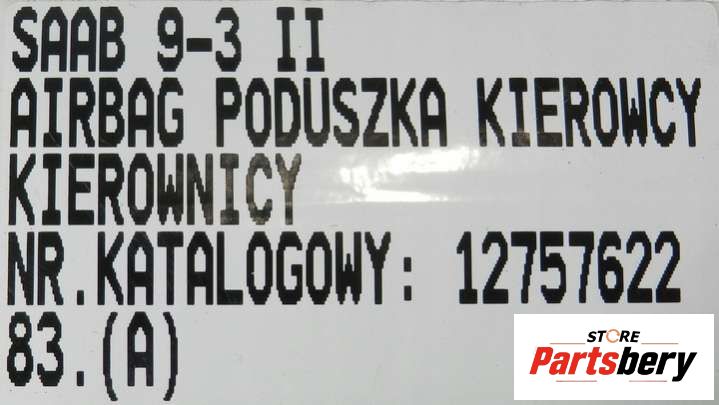 SAAB 9-3 II
AIRBAG PODUSZKA KIEROWCY
KIEROWNICY
NR.KATALOGOWY: 12757622
83.(A)
STORE
Partsbery